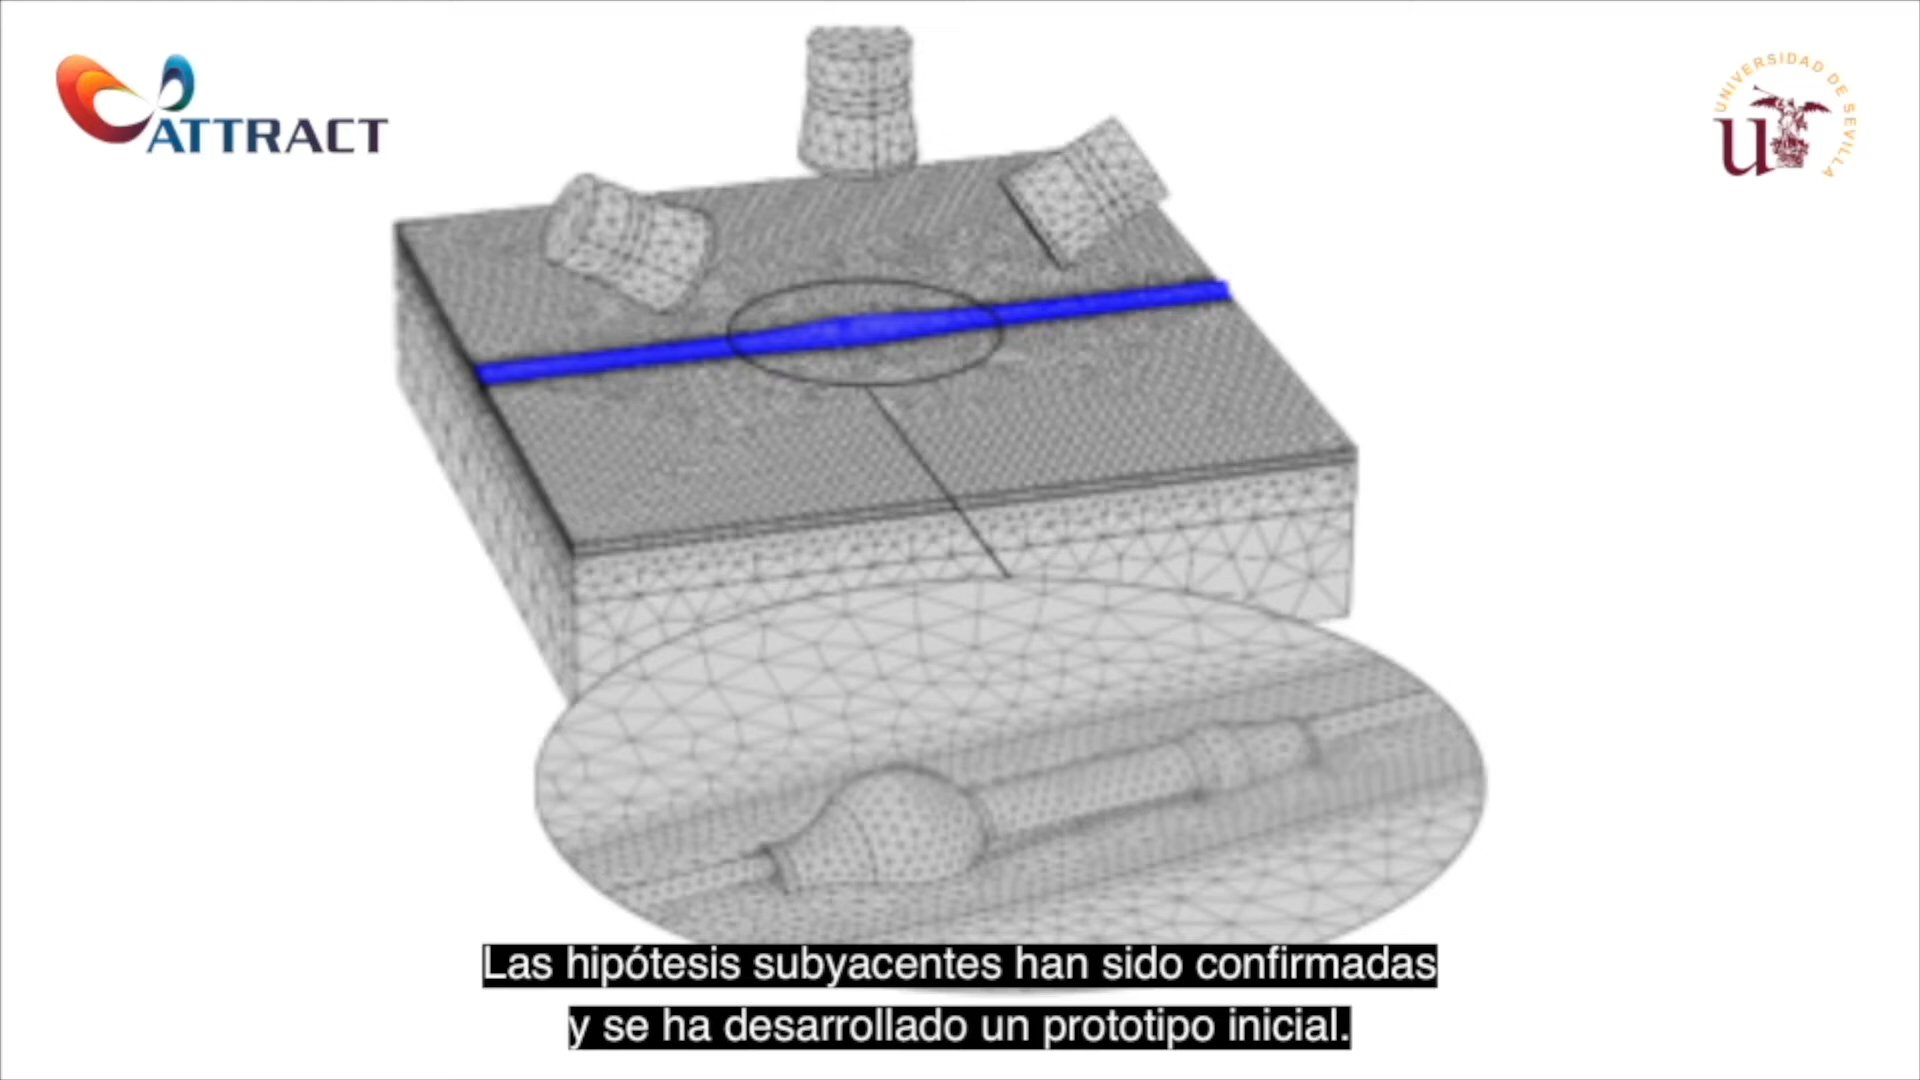 ATTRACT
UNIVERSIDAD DE SEVILLA
u
Las hipótesis subyacentes han sido confirmadas
y se ha desarrollado un prototipo inicial.